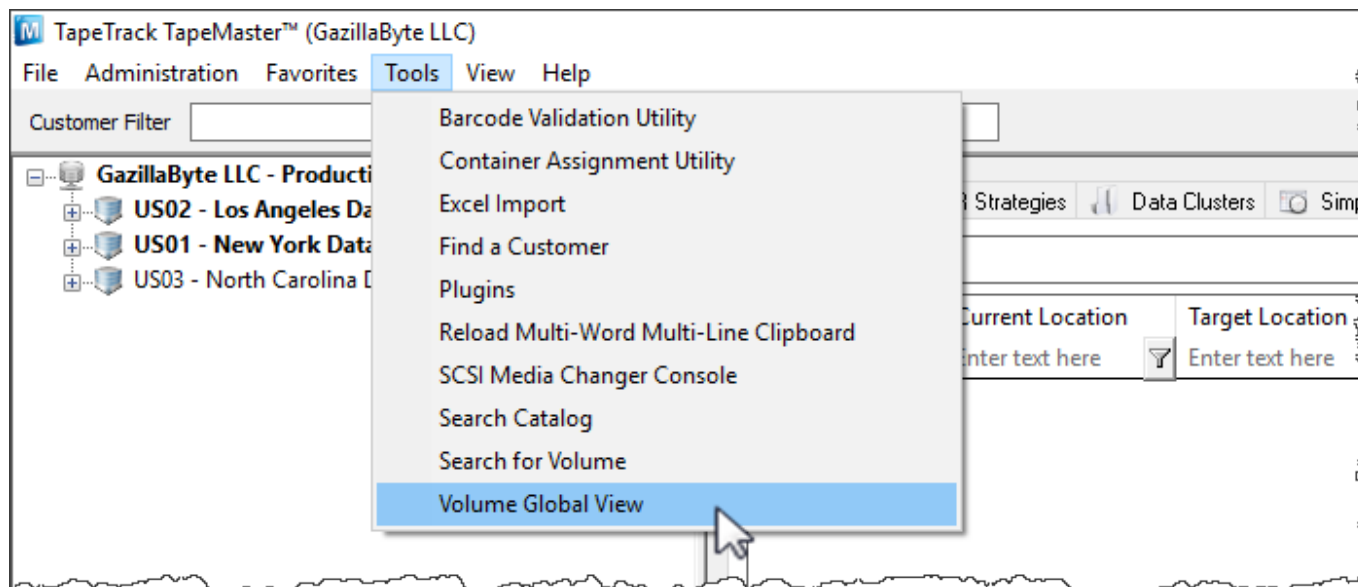 TapeTrack TapeMaster™ (GazillaByte LLC)
File Administration Favorites Tools View Help
Customer Filter
Barcode Validation Utility
Container Assignment Utility
Excel Import
Find a Customer
Plugins
Reload Multi-Word Multi-Line Clipboard
SCSI Media Changer Console
Search Catalog
Search for Volume
Volume Global View
GazillaByte LLC - Producti
US02 - Los Angeles Da
US01 - New York Data
US03 - North Carolina
Strategies Data Clusters Simp
Current Location Target Location
Enter text here Enter text here